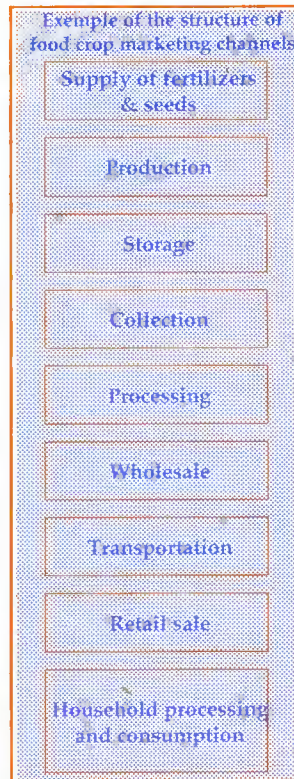 Exemple of the structure of
food crop marketing channels
Supply of fertilizers
& seeds
Production
Storage
Collection
Processing
Wholesale
Transportation
Retail sale
Household processing
and consumption